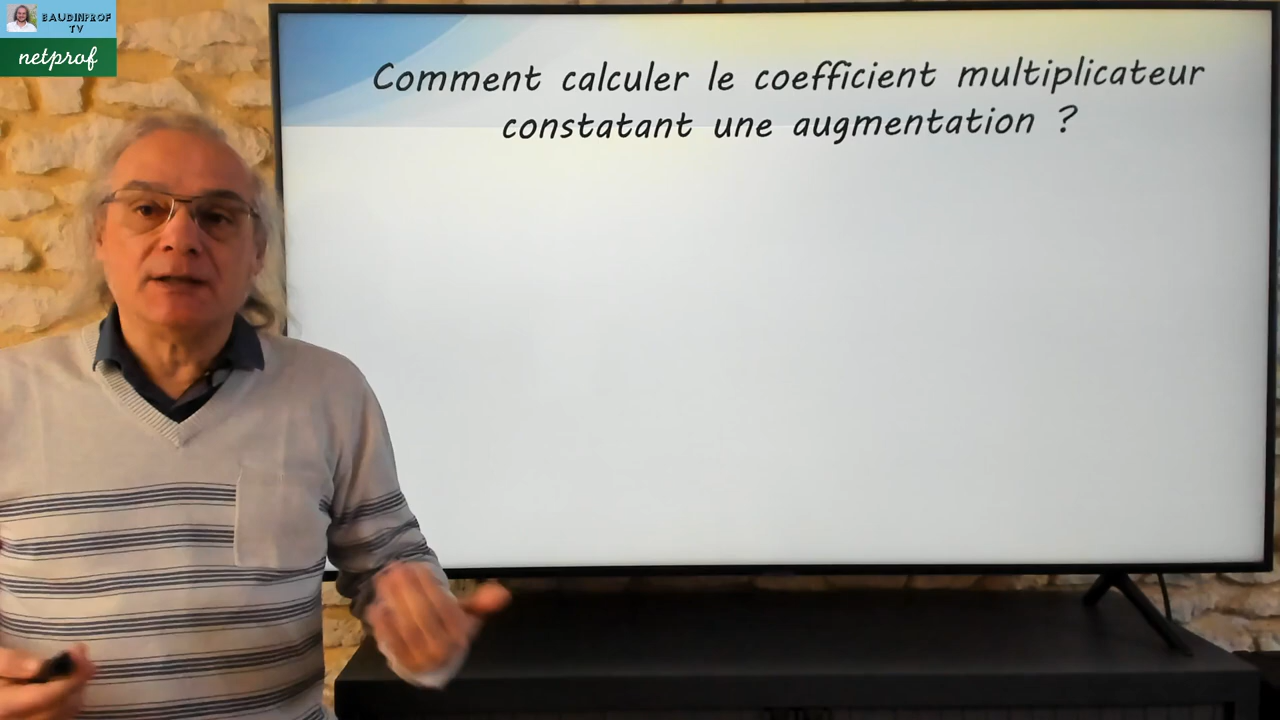 BAUDINPROF
TV
netprof
Comment calculer le coefficient multiplicateur
constatant une augmentation ?